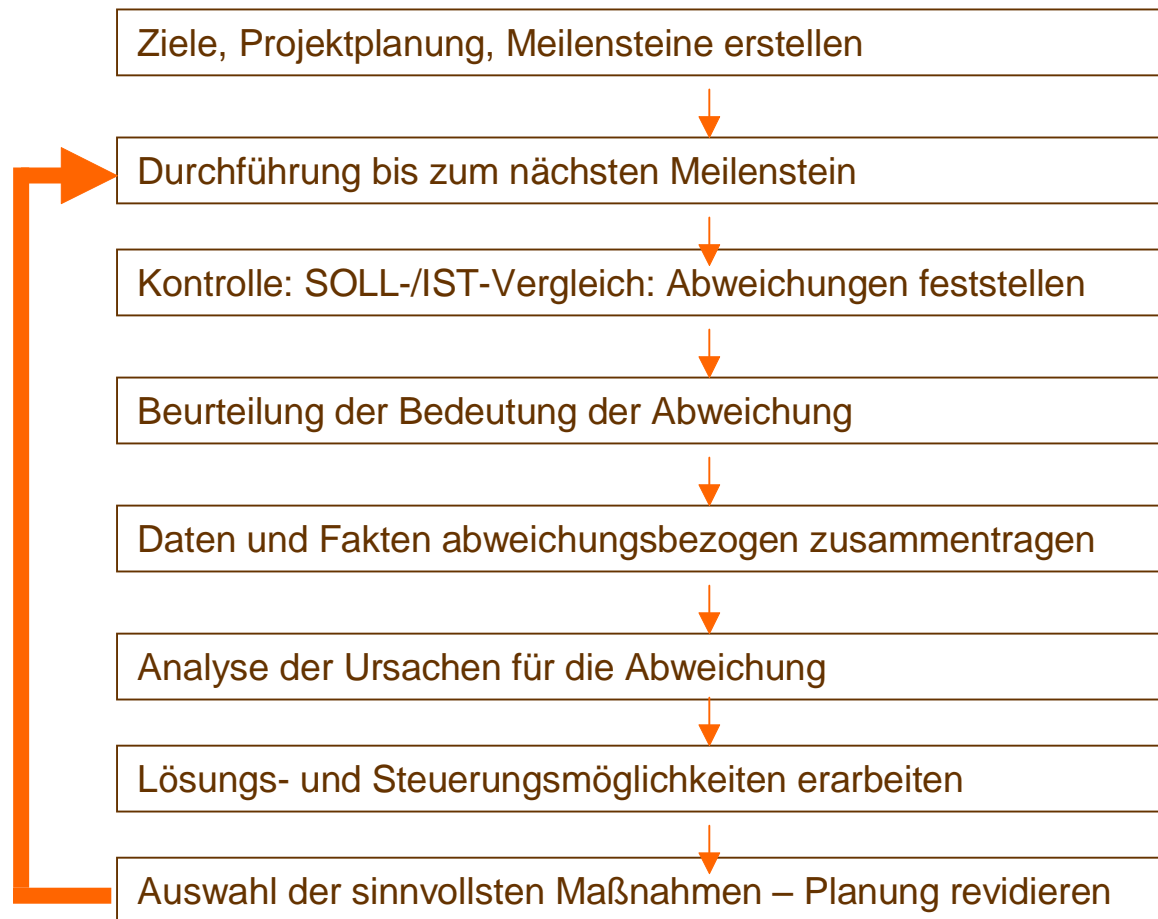 Ziele, Projektplanung, Meilensteine erstellen
Durchführung bis zum nächsten Meilenstein
Kontrolle: SOLL-/IST-Vergleich: Abweichungen feststellen
Beurteilung der Bedeutung der Abweichung
Daten und Fakten abweichungsbezogen zusammentragen
Analyse der Ursachen für die Abweichung
Lösungs- und Steuerungsmöglichkeiten erarbeiten
Auswahl der sinnvollsten Maßnahmen – Planung revidieren